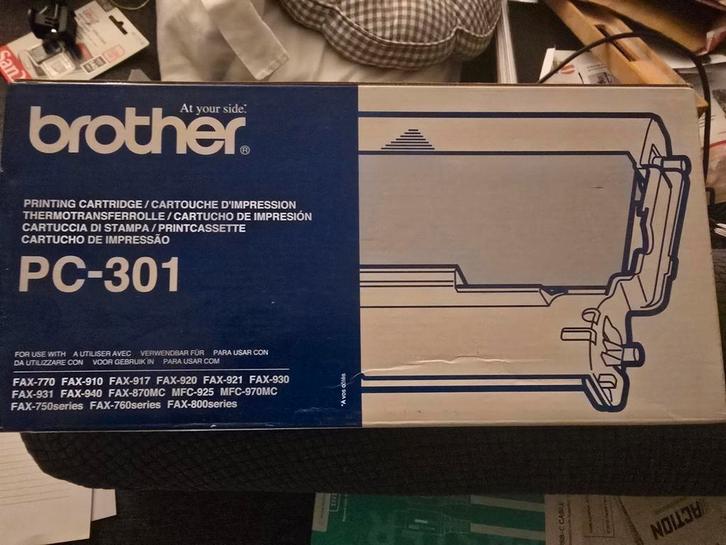 At your side.
brother®
PRINTING CARTRIDGE / CARTOUCHE D'IMPRESSION
THERMOTRANSFERROLLE / CARTUCHO DE IMPRESIÓN
CARTUCCIA DI STAMPA / PRINTCASSETTE
CARTUCHO DE IMPRESSÃO
PC-301
FOR USE WITH A UTILISER AVEC VERWENDBAR FÜR PARA USAR CON
DA UTILIZZARE CON VOOR GEBRUIK IN PARA USAR COM
FAX-770 FAX-910 FAX-917 FAX-920 FAX-921 FAX-930
FAX-931 FAX-940 FAX-870MC MFC-925 MFC-970MC
FAX-750series FAX-760series FAX-800series
*A vos côtés
ACTION